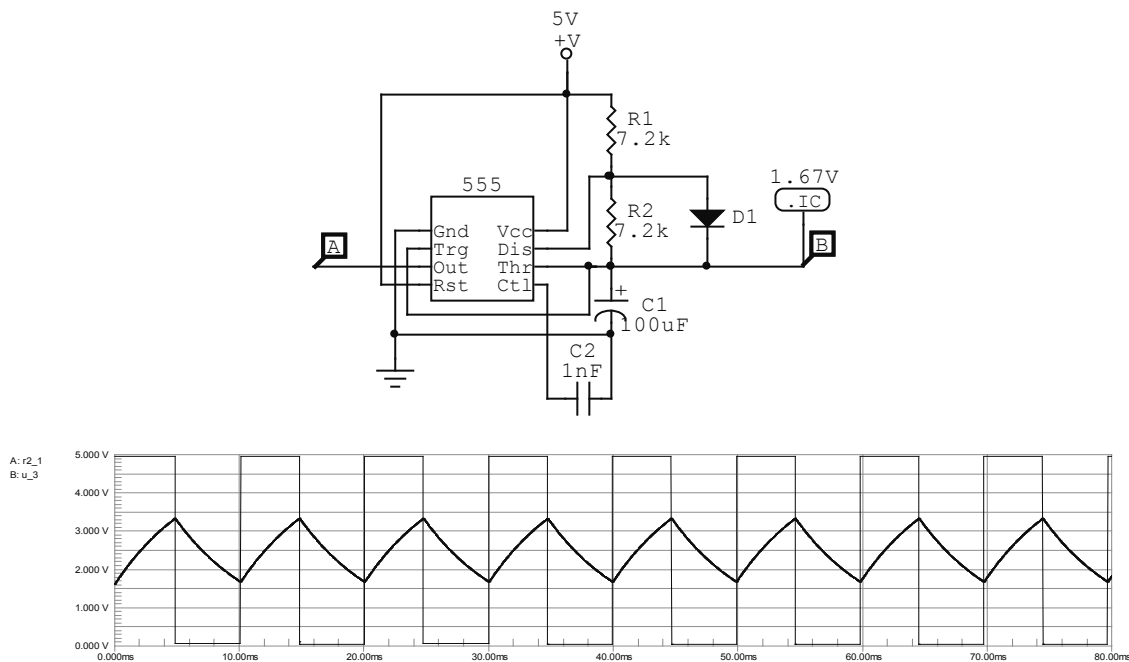 5V
+V
R1
7.2k
555
1.67V
.IC
R2
7.2k
D1
A
Gnd
Vcc
Trg
Dis
B
Out
Thr
Rst
Ctl
+
C1
100uF
C2
1nF
A: r2_1
B: u_3
5.000 V
4.000 V
3.000 V
2.000 V
1.000 V
0.000 V
0.000ms 10.00ms 20.00ms 30.00ms 40.00ms 50.00ms 60.00ms 70.00ms 80.00ms